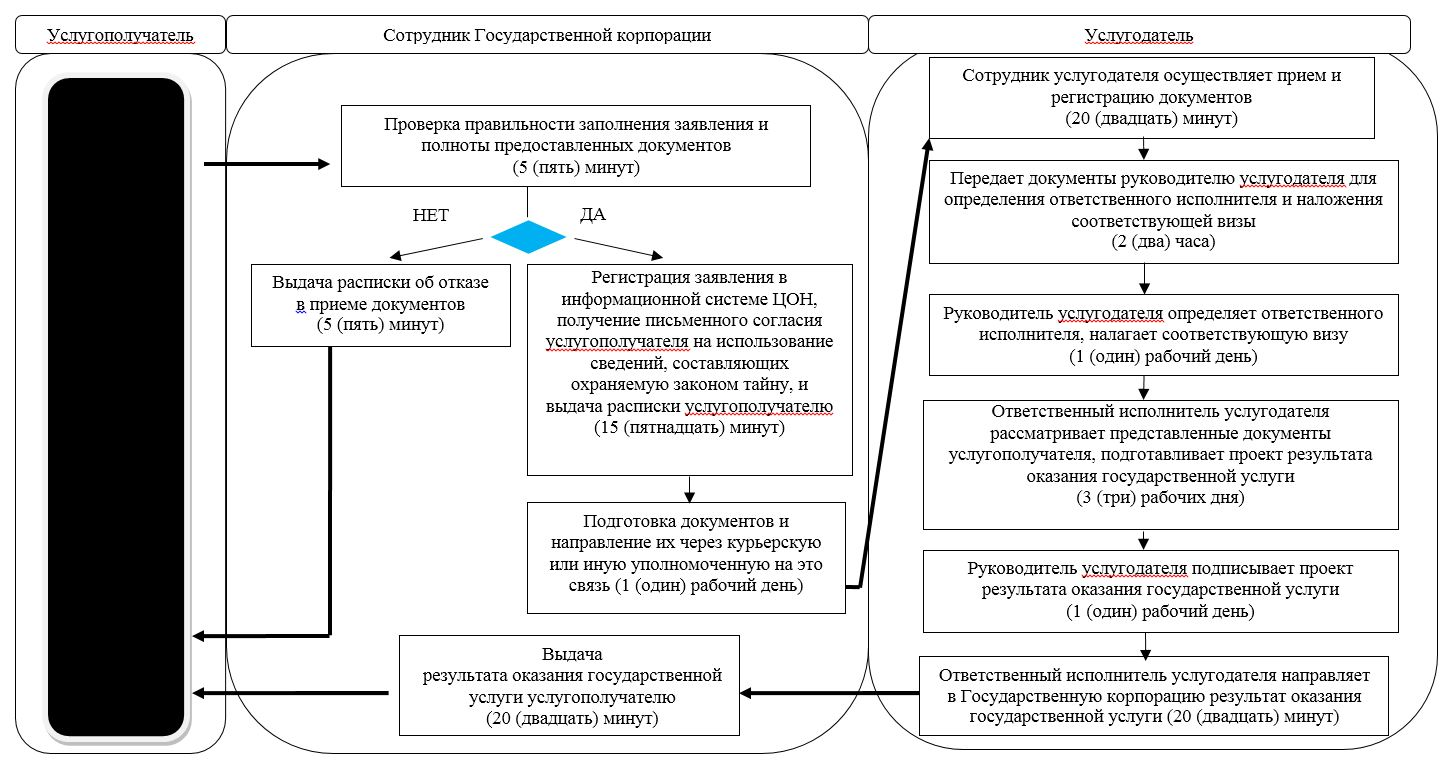 Услугополучатель
Сотрудник Государственной корпорации
Услугодатель
Проверка правильности заполнения заявления и
полноты предоставленных документов
(5 (пять) минут)
НЕТ
ДА
Выдача расписки об отказе
в приеме документов
(5 (пять) минут)
Регистрация заявления в
информационной системе ЦОН,
получение письменного согласия
услугополучателя на использование
сведений, составляющих
охраняемую законом тайну, и
выдача расписки услугополучателю
(15 (пятнадцать) минут)
Подготовка документов и
направление их через курьерскую
или иную уполномоченную на это
связь (1 (один) рабочий день)
Выдача
результата оказания государственной
услуги услугополучателю
(20 (двадцать) минут)
Сотрудник услугодателя осуществляет прием и
регистрацию документов
(20 (двадцать) минут)
Передает документы руководителю услугодателя для
определения ответственного исполнителя и наложения
соответствующей визы
(2 (два) часа)
Руководитель услугодателя определяет ответственного
исполнителя, налагает соответствующую визу
(1 (один) рабочий день)
Ответственный исполнитель услугодателя
рассматривает представленные документы
услугополучателя, подготавливает проект результата
оказания государственной услуги
(3 (три) рабочих дня)
Руководитель услугодателя подписывает проект
результата оказания государственной услуги
(1 (один) рабочий день)
Ответственный исполнитель услугодателя направляет
в Государственную корпорацию результат оказания
государственной услуги (20 (двадцать) минут)